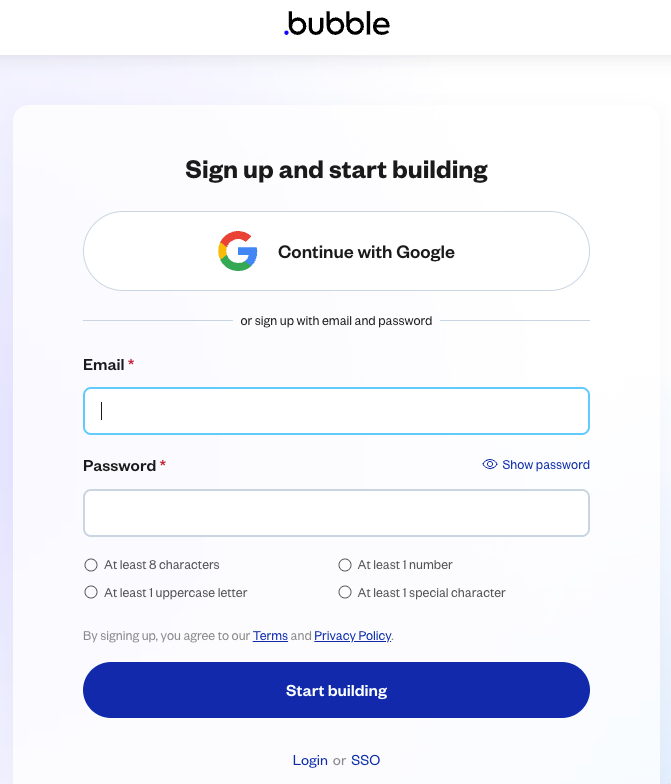 .bubble
Sign up and start building
Continue with Google
or sign up with email and password
Email *
Password *
Show password
At least 8 characters
At least 1 number
At least 1 uppercase letter
At least 1 special character
By signing up, you agree to our Terms and Privacy Policy.
Start building
Login or SSO